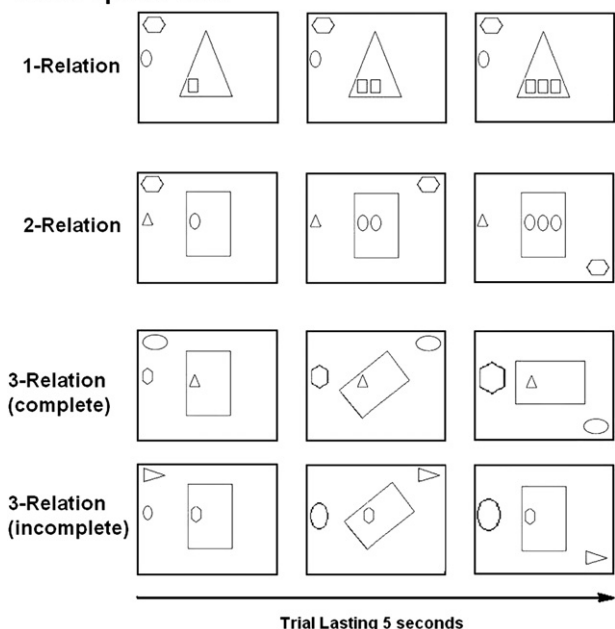 1-Relation
2-Relation
3-Relation
(complete)
3-Relation
(incomplete)
Trial Lasting 5 seconds